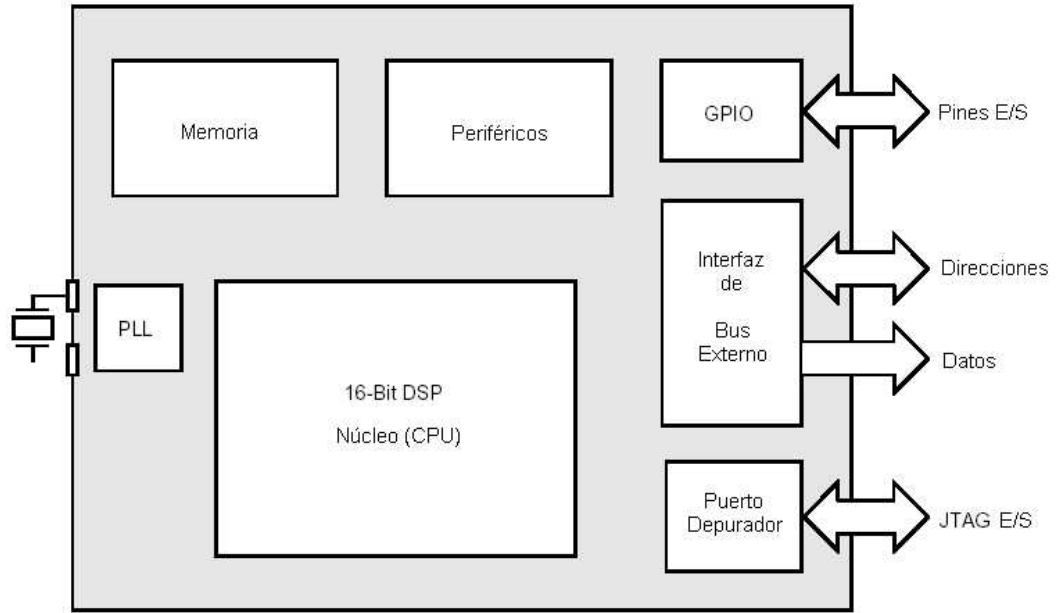 Memoria
Periféricos
GPIO
Pines E/S
Interfaz
de
Bus
Externo
Direcciones
Datos
PLL
16-Bit DSP
Núcleo (CPU)
Puerto
Depurador
JTAG E/S